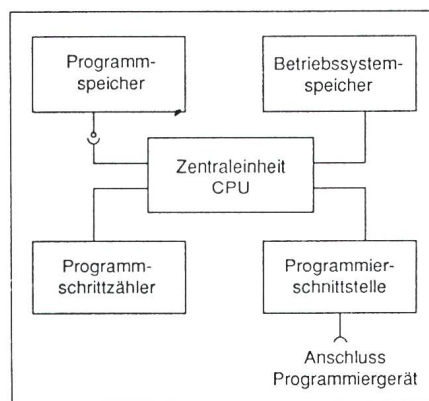 Programm-
speicher
Betriebssystem-
speicher
Zentraleinheit
CPU
Programm-
schrittzähler
Programmier-
schnittstelle
Anschluss
Programmiergerät